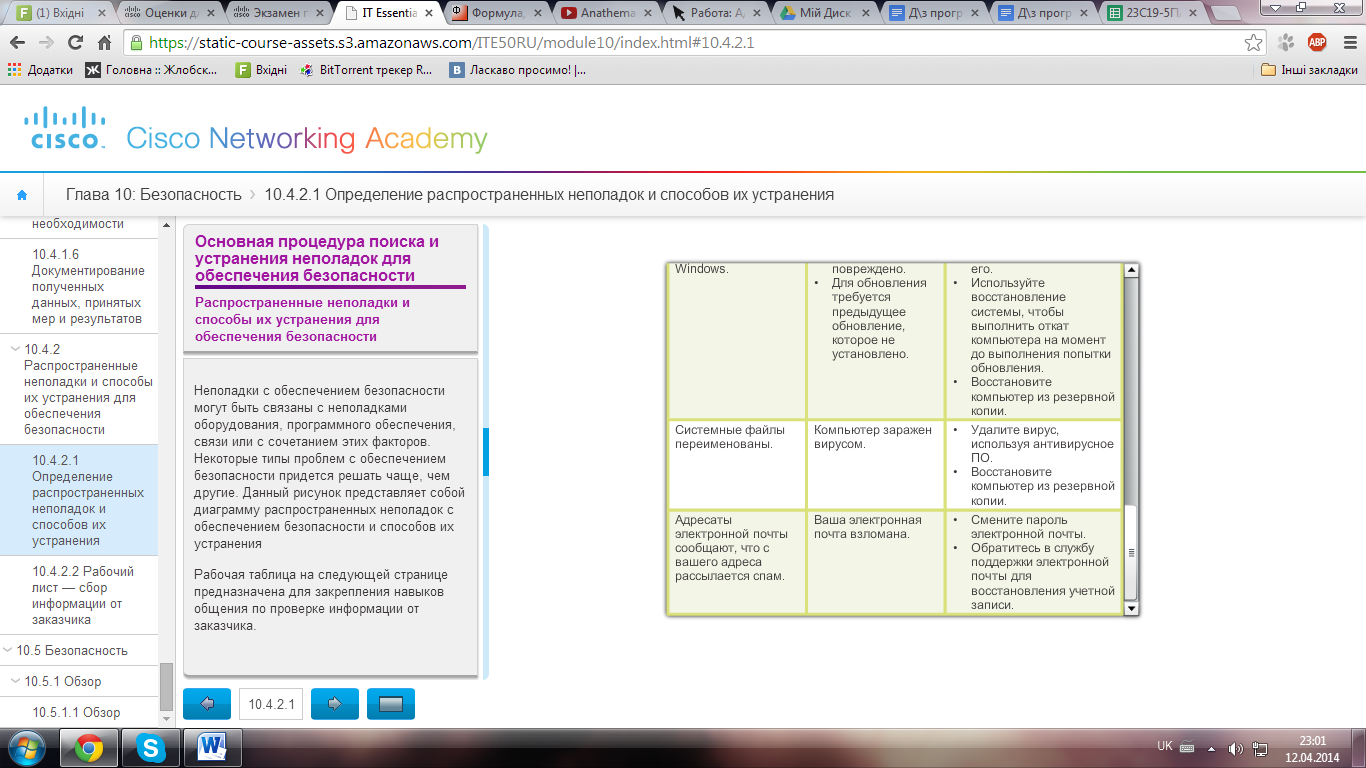 (1) Вхідні
Оценки дл
Экзамен г
IT Essentia
Формула,
Anathema
Работа: А,
Мій Диск
Д\з прогр
Д\з прогр
23С19-5П
https://static-course-assets.s3.amazonaws.com/ITE50RU/module10/index.html#10.4.2.1
ABP
Додатки
Головна :: Жлобск...
Вхідні
BitTorrent трекер R...
Ласкаво просимо! |...
Інші закладки
cisco.
Cisco Networking Academy
Глава 10: Безопасность
10.4.2.1 Определение распространенных неполадок и способов их устранения
необходимости
10.4.1.6
Документирование
полученных
данных, принятых
мер и результатов
10.4.2
Распространенные
неполадки и способы
их устранения для
обеспечения
безопасности
10.4.2.1
Определение
распространенных
неполадок и
способов их
устранения
10.4.2.2 Рабочий
лист — сбор
информации от
заказчика
10.5 Безопасность
10.5.1 Обзор
10.5.1.1 Обзор
Основная процедура поиска и
устранения неполадок для
обеспечения безопасности
Распространенные неполадки и
способы их устранения для
обеспечения безопасности
Неполадки с обеспечением безопасности
могут быть связаны с неполадками
оборудования, программного обеспечения,
связи или с сочетанием этих факторов.
Некоторые типы проблем с обеспечением
безопасности придется решать чаще, чем
другие. Данный рисунок представляет собой
диаграмму распространенных неполадок с
обеспечением безопасности и способов их
устранения
Рабочая таблица на следующей странице
предназначена для закрепления навыков
общения по проверке информации от
заказчика.
10.4.2.1
Windows.
повреждено.
• Для обновления
требуется
предыдущее
обновление,
которое не
установлено.
его.
• Используйте
восстановление
системы, чтобы
выполнить откат
компьютера на момент
до выполнения попытки
обновления.
• Восстановите
компьютер из резервной
копии.
Системные файлы
переименованы.
Компьютер заражен
вирусом.
• Удалите вирус,
используя антивирусное
ПО.
• Восстановите
компьютер из резервной
копии.
Адресаты
электронной почты
сообщают, что с
вашего адреса
рассылается спам.
Ваша электронная
почта взломана.
• Смените пароль
электронной почты.
• Обратитесь в службу
поддержки электронной
почты для
восстановления учетной
записи.
UK
23:01
12.04.2014